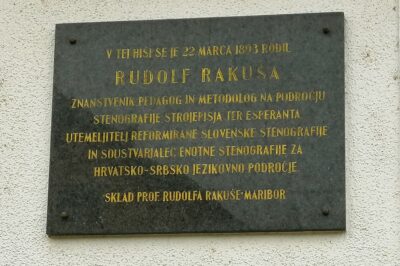 V TEJ HIŠI SE JE 22 MARCA 1893 RODIL
RUDOLF RAKUŠA
ZNANSTVENIK PEDAGOG IN METODOLOG NA PODROČJU
STENOGRAFIJE STROJEPISJA TER ESPERANTA
UTEMELJITELJ REFORMIRANE SLOVENSKE STENOGRAFIJE
IN SOUSTVARJALEC ENOTNE STENOGRAFIJE ZA
HRVATSKO-SRBSKO JEZIKOVNO PODROČJE
SKLAD PROF. RUDOLFA RAKUŠE-MARIBOR